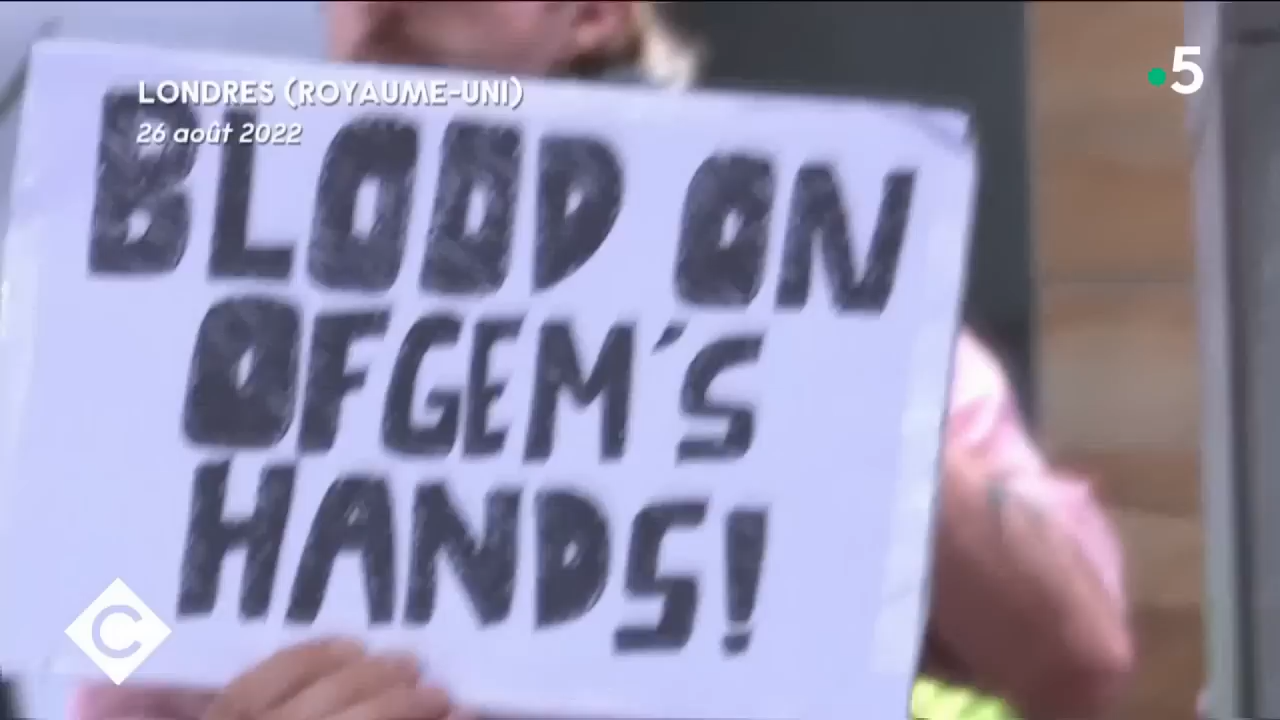 LONDRES (ROYAUME-UNI)
26 août 2022
5
BLOOD ON
OFGEM'S
HANDS!
C